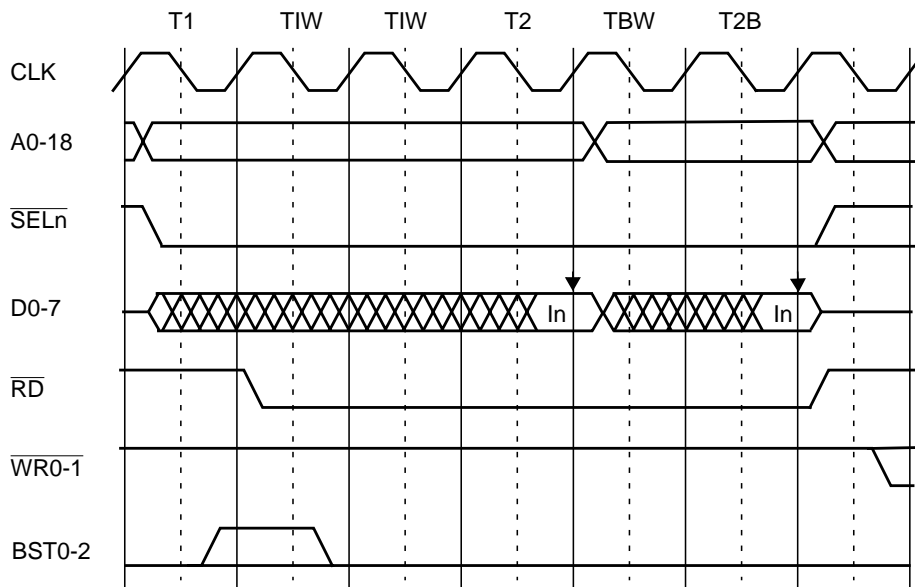 T1 TIW TIW T2 TBW T2B
CLK
A0-18
SELn
D0-7 In In
RD
WR0-1
BST0-2